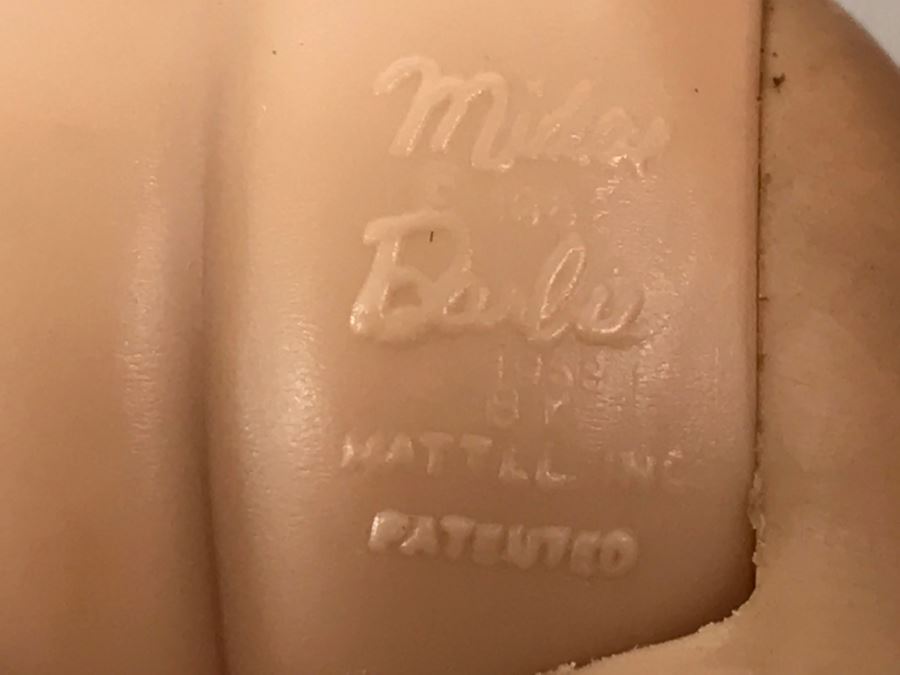 Midge
Barbie
1958
BY
MATTEL INC
PATENTED